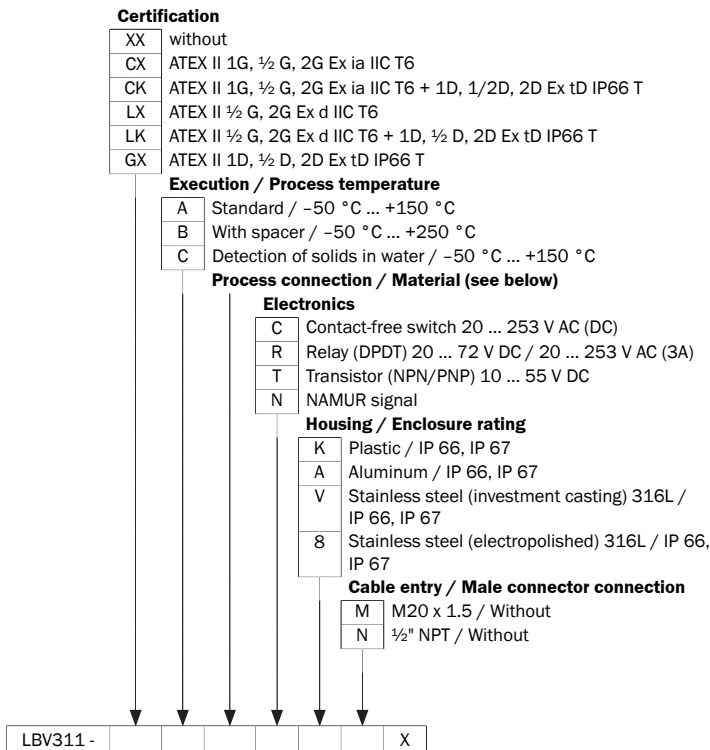 Certification
XX without
CX ATEX II 1G, ½ G, 2G Ex ia IIC T6
CK ATEX II 1G, ½ G, 2G Ex ia IIC T6 + 1D, 1/2D, 2D Ex tD IP66 T
LX ATEX II ½ G, 2G Ex d IIC T6
LK ATEX II ½ G, 2G Ex d IIC T6 + 1D, ½ D, 2D Ex tD IP66 T
GX ATEX II 1D, ½ D, 2D Ex tD IP66 T
Execution / Process temperature
A Standard / –50 °C ... +150 °C
B With spacer / –50 °C ... +250 °C
C Detection of solids in water / –50 °C ... +150 °C
Process connection / Material (see below)
Electronics
C Contact-free switch 20 ... 253 V AC (DC)
R Relay (DPDT) 20 ... 72 V DC / 20 ... 253 V AC (3A)
T Transistor (NPN/PNP) 10 ... 55 V DC
N NAMUR signal
Housing / Enclosure rating
K Plastic / IP 66, IP 67
A Aluminum / IP 66, IP 67
V Stainless steel (investment casting) 316L /
IP 66, IP 67
8 Stainless steel (electropolished) 316L / IP 66,
IP 67
Cable entry / Male connector connection
M M20 x 1.5 / Without
N ½" NPT / Without
LBV311 - X